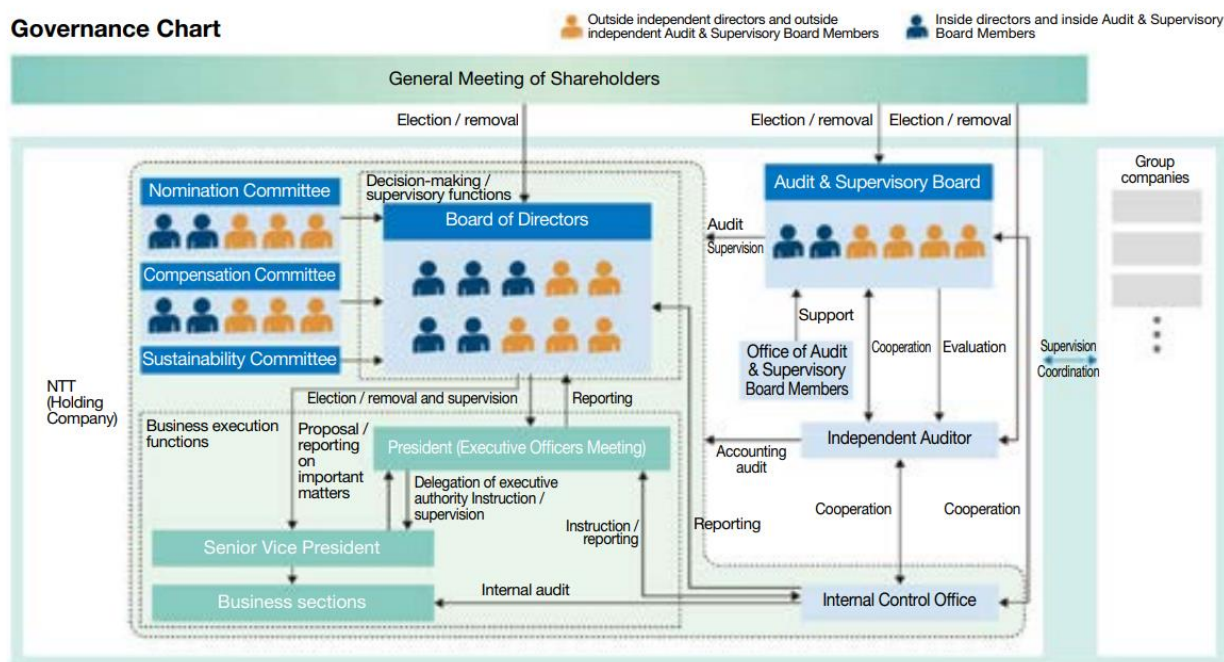 Governance Chart
Outside independent directors and outside
independent Audit & Supervisory Board Members
Inside directors and inside Audit & Supervisory
Board Members
General Meeting of Shareholders
Election / removal
Election / removal
Election / removal
Nomination Committee
Compensation Committee
Sustainability Committee
Decision-making /
supervisory functions
Board of Directors
Audit
Supervision
Audit & Supervisory Board
Group
companies
Support
Office of Audit
& Supervisory
Board Members
Cooperation
Evaluation
Supervision
Coordination
NTT
(Holding
Company)
Election / removal and supervision
Reporting
Business execution
functions
Proposal /
reporting
on
important
matters
President (Executive Officers Meeting)
Delegation of executive
authority Instruction /
supervision
Accounting
audit
Independent Auditor
Instruction /
reporting
Reporting
Cooperation
Cooperation
Senior Vice President
Business sections
Internal audit
Internal Control Office